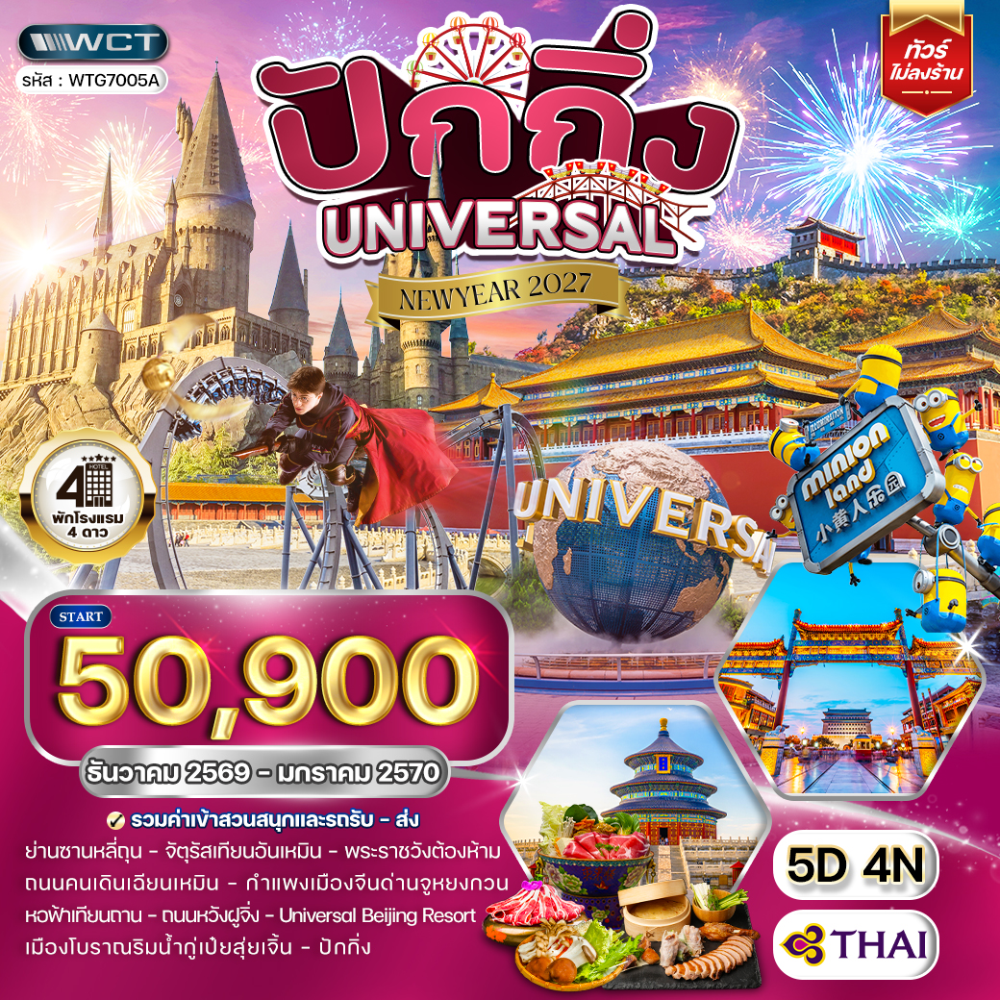 WCT
รหัส : WTG7005A
ทัวร์
ไม่ลงร้าน
ปักกิ่ง
UNIVERSAL
NEWYEAR 2027
4
HOTEL
พักโรงแรม
4 ดาว
UNIVERSA
minion
land
小黄人乐园
START
50,900
ธันวาคม 2569 - มกราคม 2570
รวมค่าเข้าสวนสนุกและรถรับ - ส่ง
ย่านซานหลี่ถุน - จัตุรัสเทียนอันเหมิน - พระราชวังต้องห้าม
ถนนคนเดินเฉียนเหมิน - กำแพงเมืองจีนด่านจูหยงกวน
หอฟ้าเทียนถาน - ถนนหวังฝูจิ่ง - Universal Beijing Resort
เมืองโบราณริมน้ำกู่เป่ยสุ่ยเจิ้น - ปักกิ่ง
5D 4N
THAI